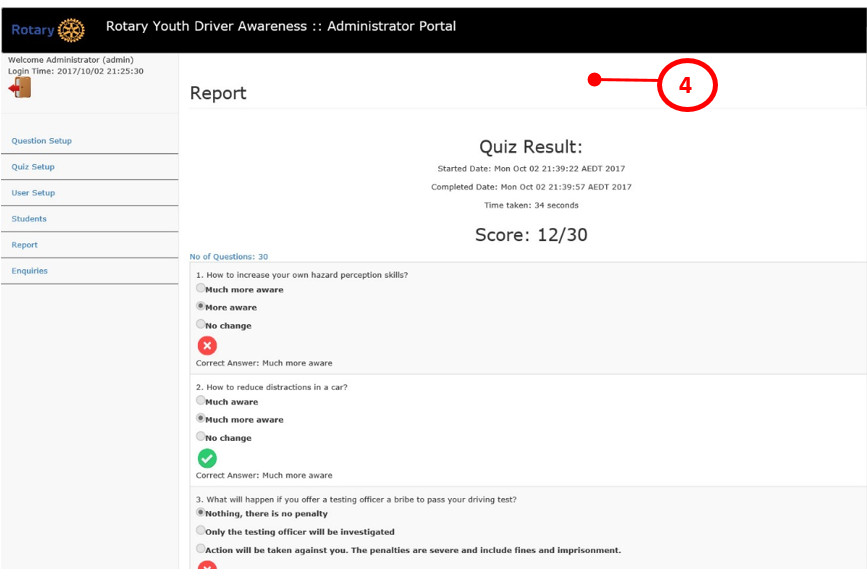 Rotary
Rotary Youth Driver Awareness :: Administrator Portal
Welcome Administrator (admin)
Login Time: 2017/10/02 21:25:30
Question Setup
Quiz Setup
User Setup
Students
Report
Enquiries
Report
4
Quiz Result:
Started Date: Mon Oct 02 21:39:22 AEDT 2017
Completed Date: Mon Oct 02 21:39:57 AEDT 2017
Time taken: 34 seconds
Score: 12/30
No of Questions: 30
1. How to increase your own hazard perception skills?
Much more aware
More aware
No change
Correct Answer: Much more aware
2. How to reduce distractions in a car?
Much aware
Much more aware
No change
Correct Answer: Much more aware
3. What will happen if you offer a testing officer a bribe to pass your driving test?
Nothing, there is no penalty
Only the testing officer will be investigated
Action will be taken against you. The penalties are severe and include fines and imprisonment.